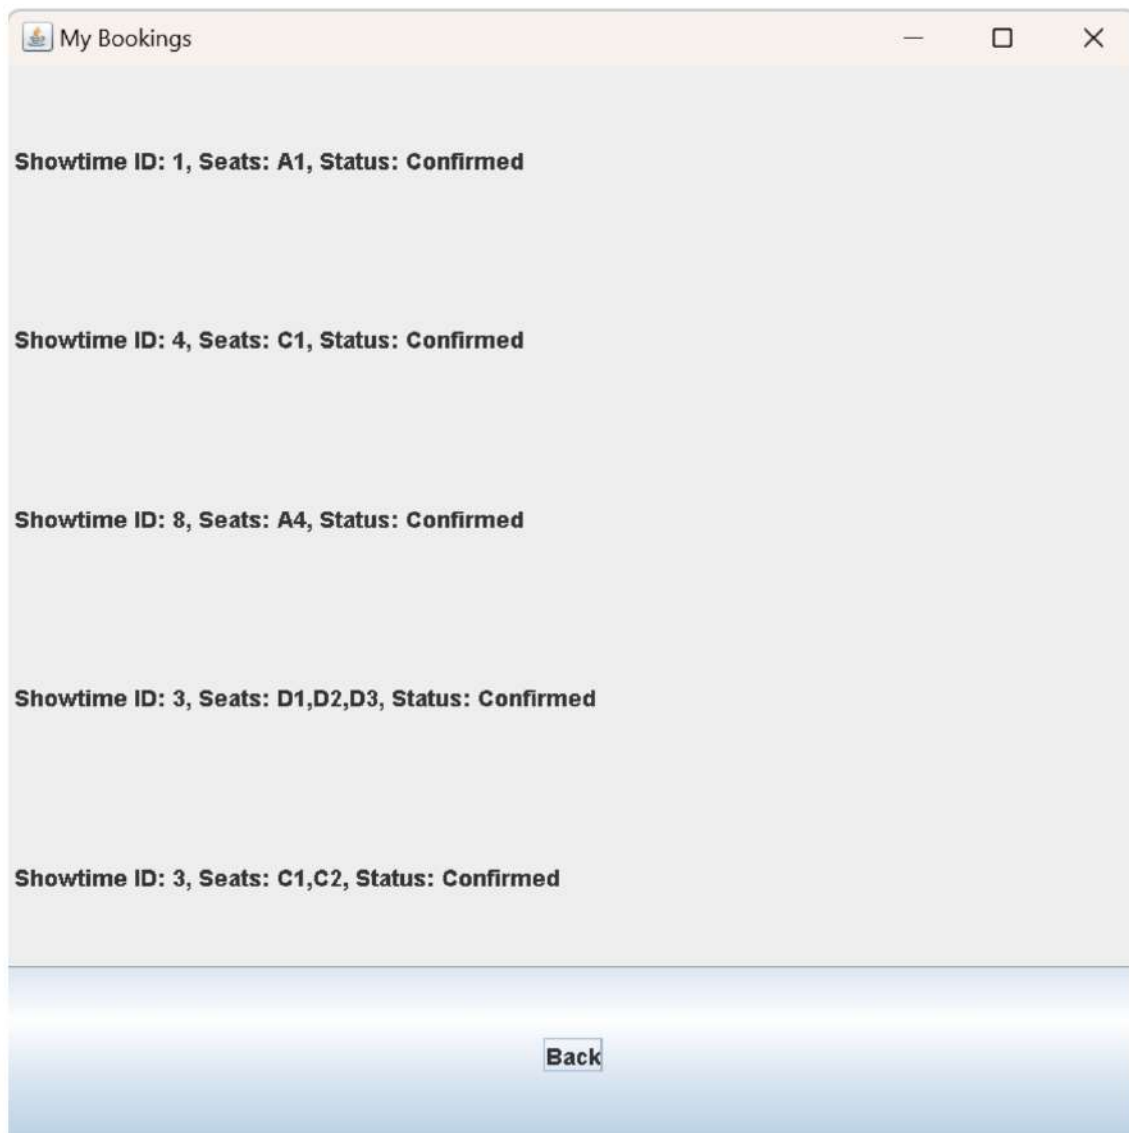 My Bookings
Showtime ID: 1, Seats: A1, Status: Confirmed
Showtime ID: 4, Seats: C1, Status: Confirmed
Showtime ID: 8, Seats: A4, Status: Confirmed
Showtime ID: 3, Seats: D1,D2,D3, Status: Confirmed
Showtime ID: 3, Seats: C1,C2, Status: Confirmed
Back